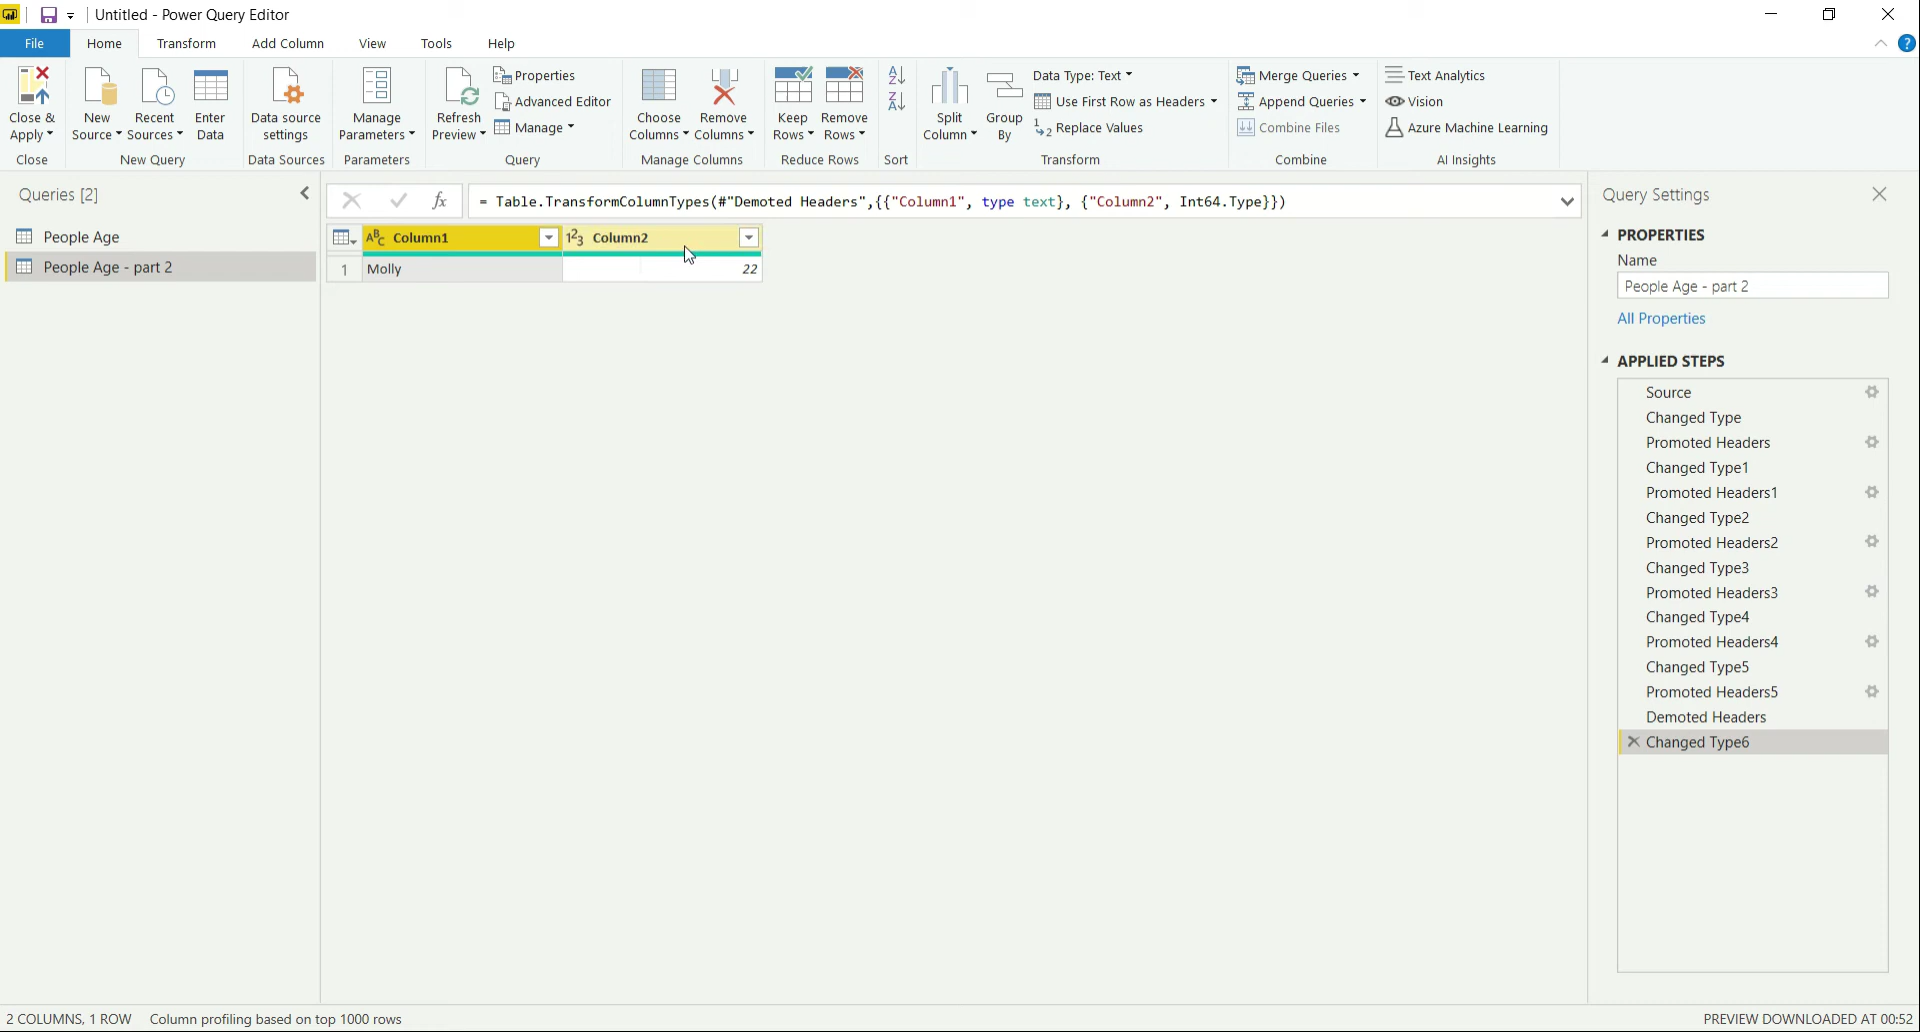 Untitled - Power Query Editor
File Home Transform Add Column View Tools Help
Close & Apply
New Source
Recent Sources
Enter Data
Data source settings
Manage Parameters
Refresh Preview
Properties
Advanced Editor
Manage
Choose Columns
Remove Columns
Keep Rows
Remove Rows
Split Column
Group By
Data Type: Text
Use First Row as Headers
Replace Values
Merge Queries
Append Queries
Combine Files
Text Analytics
Vision
Azure Machine Learning
Close New Query Data Sources Parameters Query Manage Columns Reduce Rows Sort Transform Combine AI Insights
Queries [2]
People Age
People Age - part 2
fx = Table.TransformColumnTypes(#"Demoted Headers",{{"Column1", type text}, {"Column2", Int64.Type}})
ABC Column1 123 Column2
1 Molly 22
Query Settings
PROPERTIES
Name
People Age - part 2
All Properties
APPLIED STEPS
Source
Changed Type
Promoted Headers
Changed Type1
Promoted Headers1
Changed Type2
Promoted Headers2
Changed Type3
Promoted Headers3
Changed Type4
Promoted Headers4
Changed Type5
Promoted Headers5
Demoted Headers
Changed Type6
2 COLUMNS, 1 ROW Column profiling based on top 1000 rows
PREVIEW DOWNLOADED AT 00:52